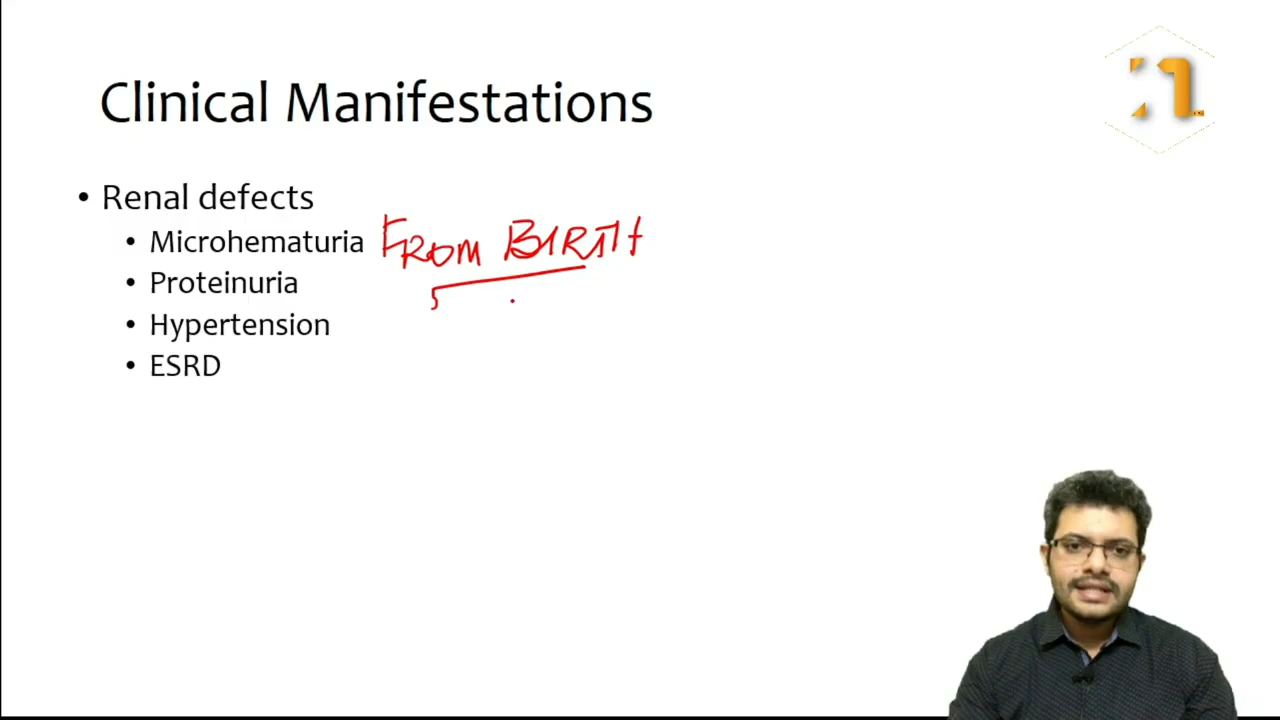 Clinical Manifestations
• Renal defects
• Microhematuria FROM BIRTH
• Proteinuria
• Hypertension
• ESRD